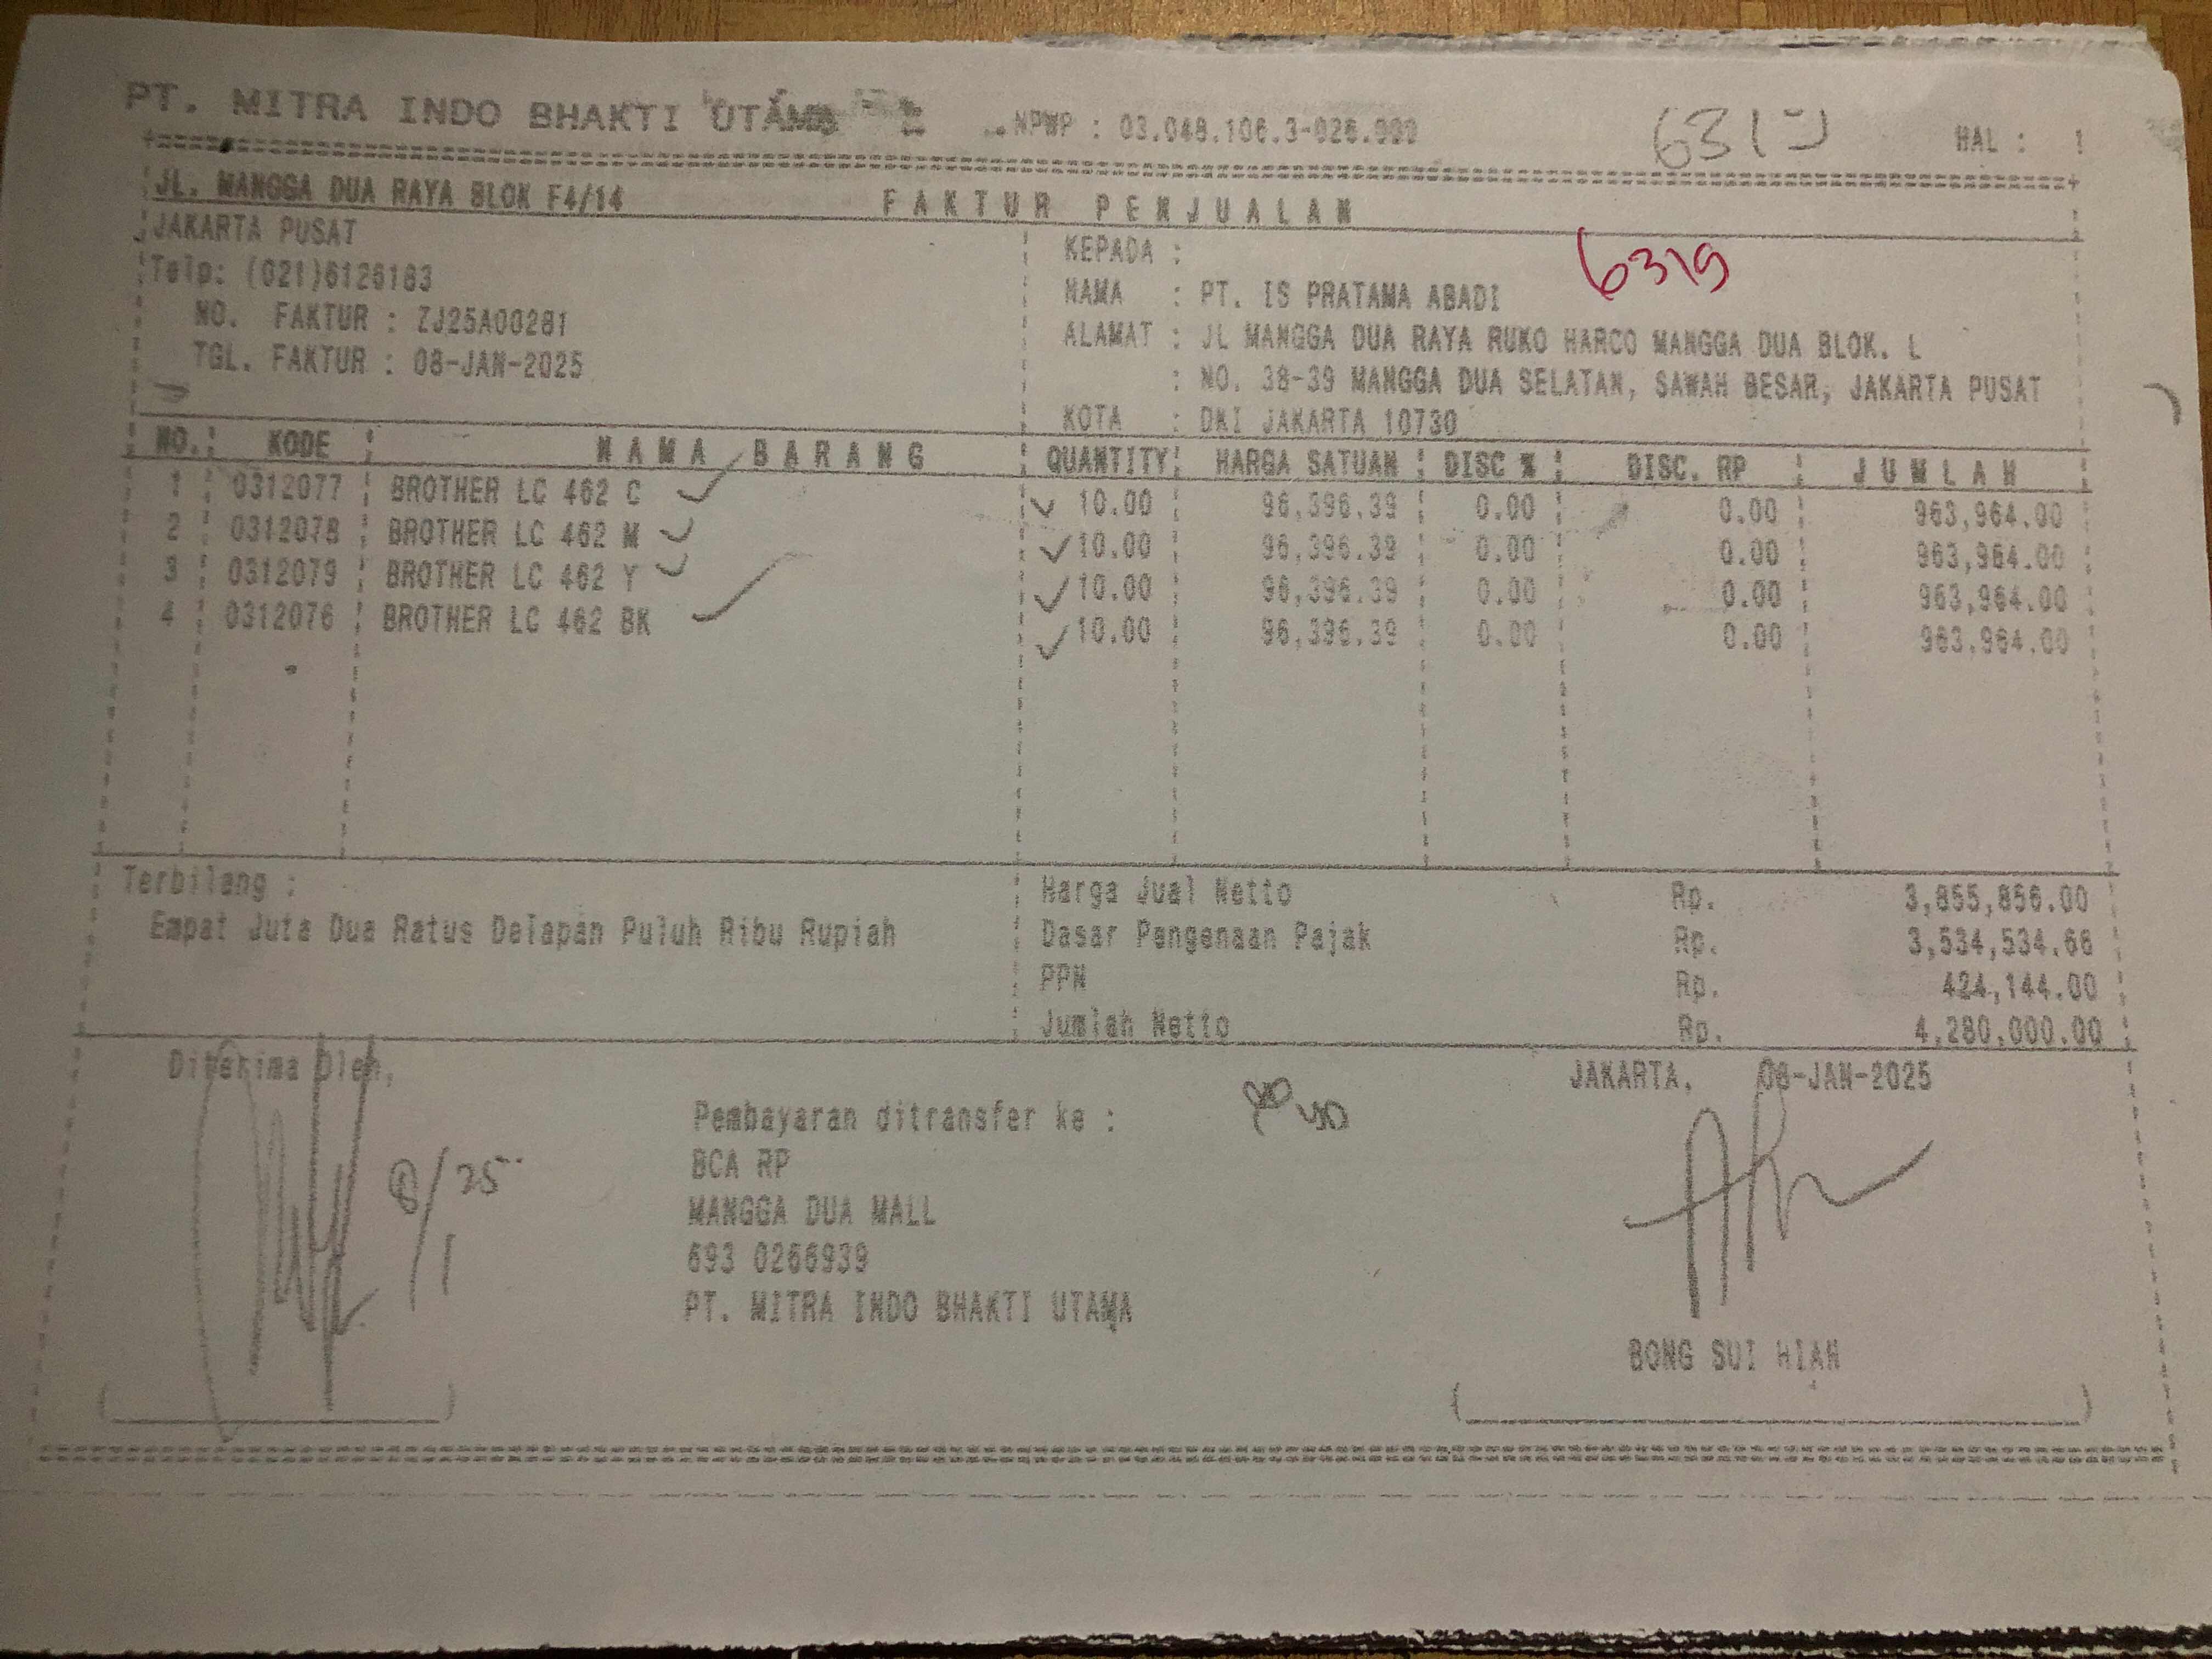 PT. MITRA INDO BHAKTI UTAMA NPWP : 03.048.106.3-026.999
HAL : 1
JL. MANGGA DUA RAYA BLOK F4/14
FAKTUR PENJUALAN
JAKARTA PUSAT
Telp: (021)6126183
NO. FAKTUR : ZJ25A00281
TGL. FAKTUR : 08-JAN-2025
KEPADA :
6319
NAMA : PT. IS PRATAMA ABADI
ALAMAT : JL MANGGA DUA RAYA RUKO HARCO MANGGA DUA BLOK. L
: NO. 38-39 MANGGA DUA SELATAN, SAWAH BESAR, JAKARTA PUSAT
KOTA : DKI JAKARTA 10730
NO. KODE NAMA BARANG QUANTITY HARGA SATUAN DISC % DISC. RP JUMLAH
1 0312077 BROTHER LC 462 C 10.00 96,396.39 0.00 0.00 963,964.00
2 0312078 BROTHER LC 462 M 10.00 96,396.39 0.00 0.00 963,964.00
3 0312079 BROTHER LC 462 Y 10.00 96,396.39 0.00 0.00 963,964.00
4 0312076 BROTHER LC 462 BK 10.00 96,396.39 0.00 0.00 963,964.00
Terbilang :
Empat Juta Dua Ratus Delapan Puluh Ribu Rupiah
Harga Jual Netto Rp. 3,855,856.00
Dasar Pengenaan Pajak Rp. 3,534,534.66
PPN Rp. 424,144.00
Jumlah Netto Rp. 4,280,000.00
Diterima Oleh,
8/1 25
Pembayaran ditransfer ke :
BCA RP
MANGGA DUA MALL
693 0266939
PT. MITRA INDO BHAKTI UTAMA
JAKARTA, 08-JAN-2025
BONG SUI HIAN